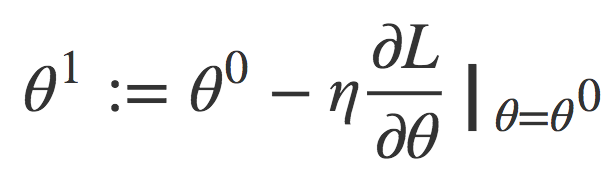 θ¹ := θ⁰ − η ∂L/∂θ |θ=θ⁰